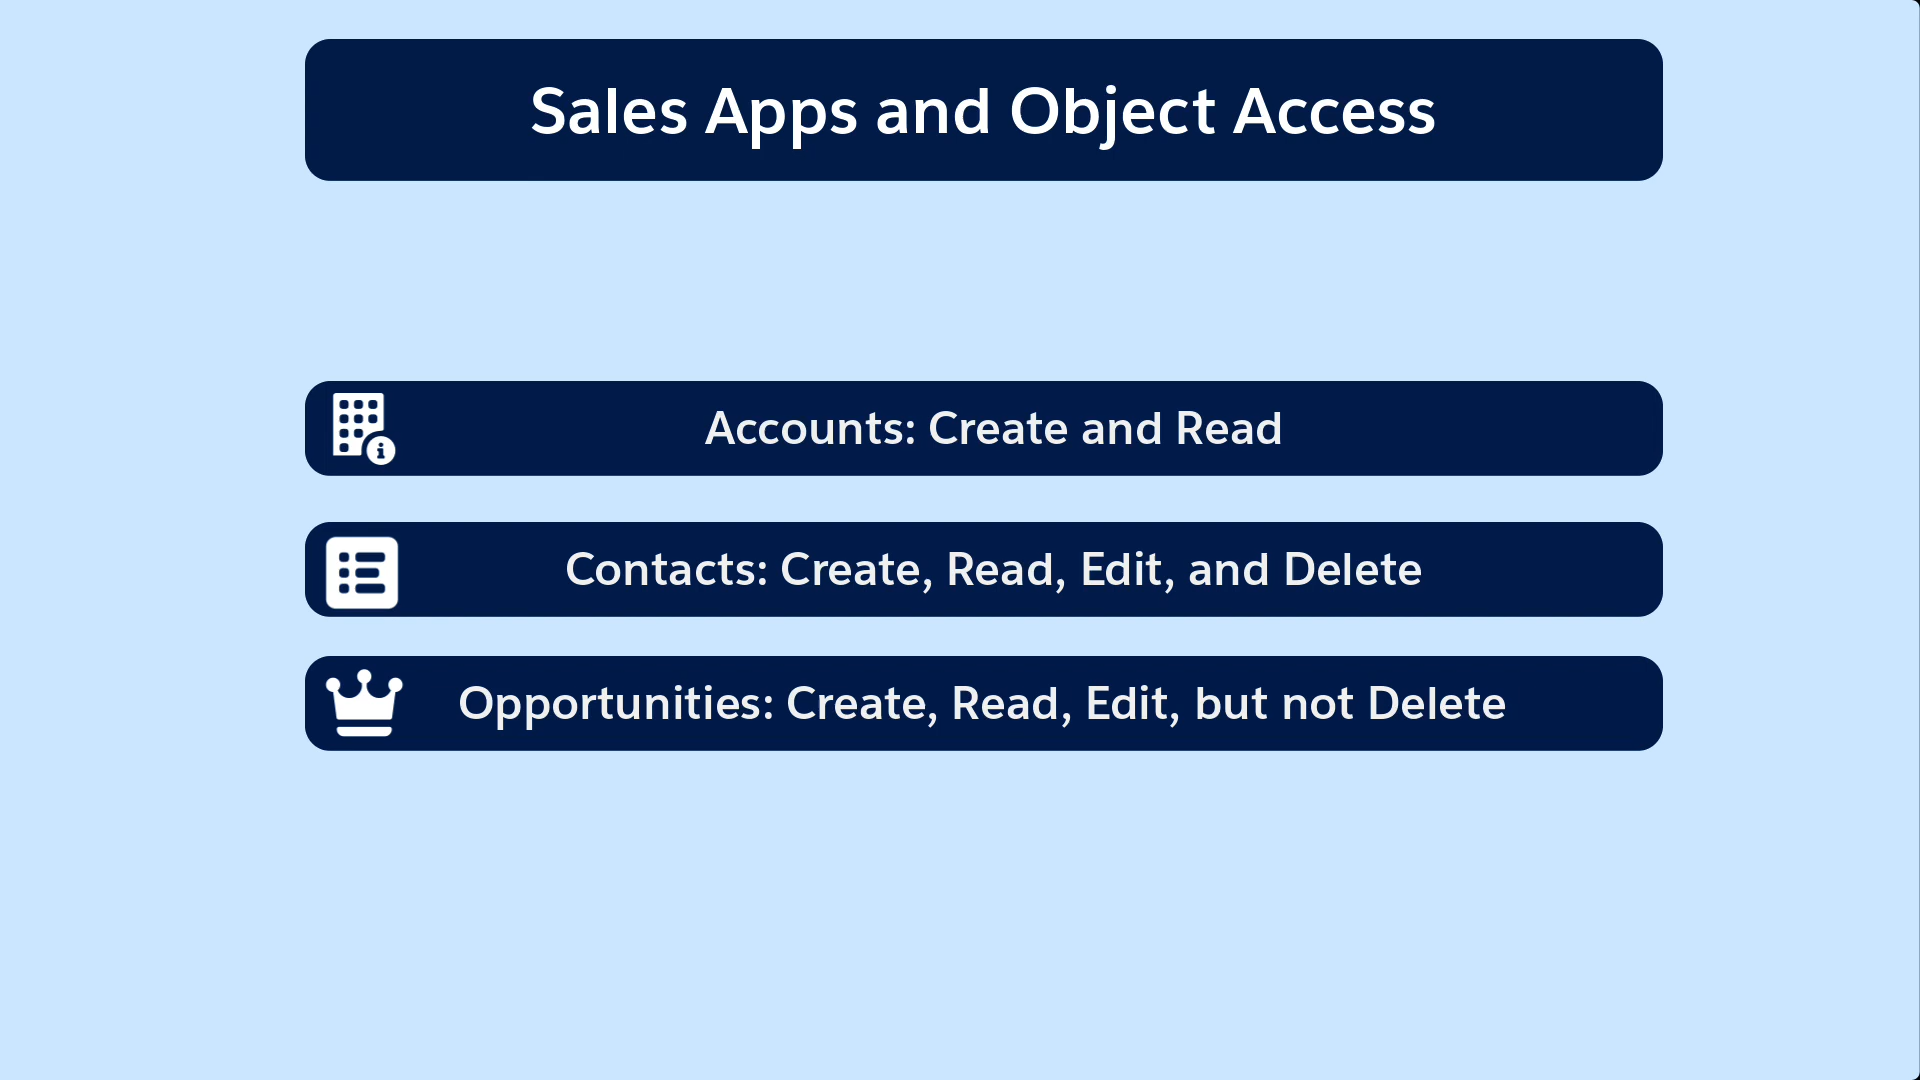 Sales Apps and Object Access
Accounts: Create and Read
Contacts: Create, Read, Edit, and Delete
Opportunities: Create, Read, Edit, but not Delete